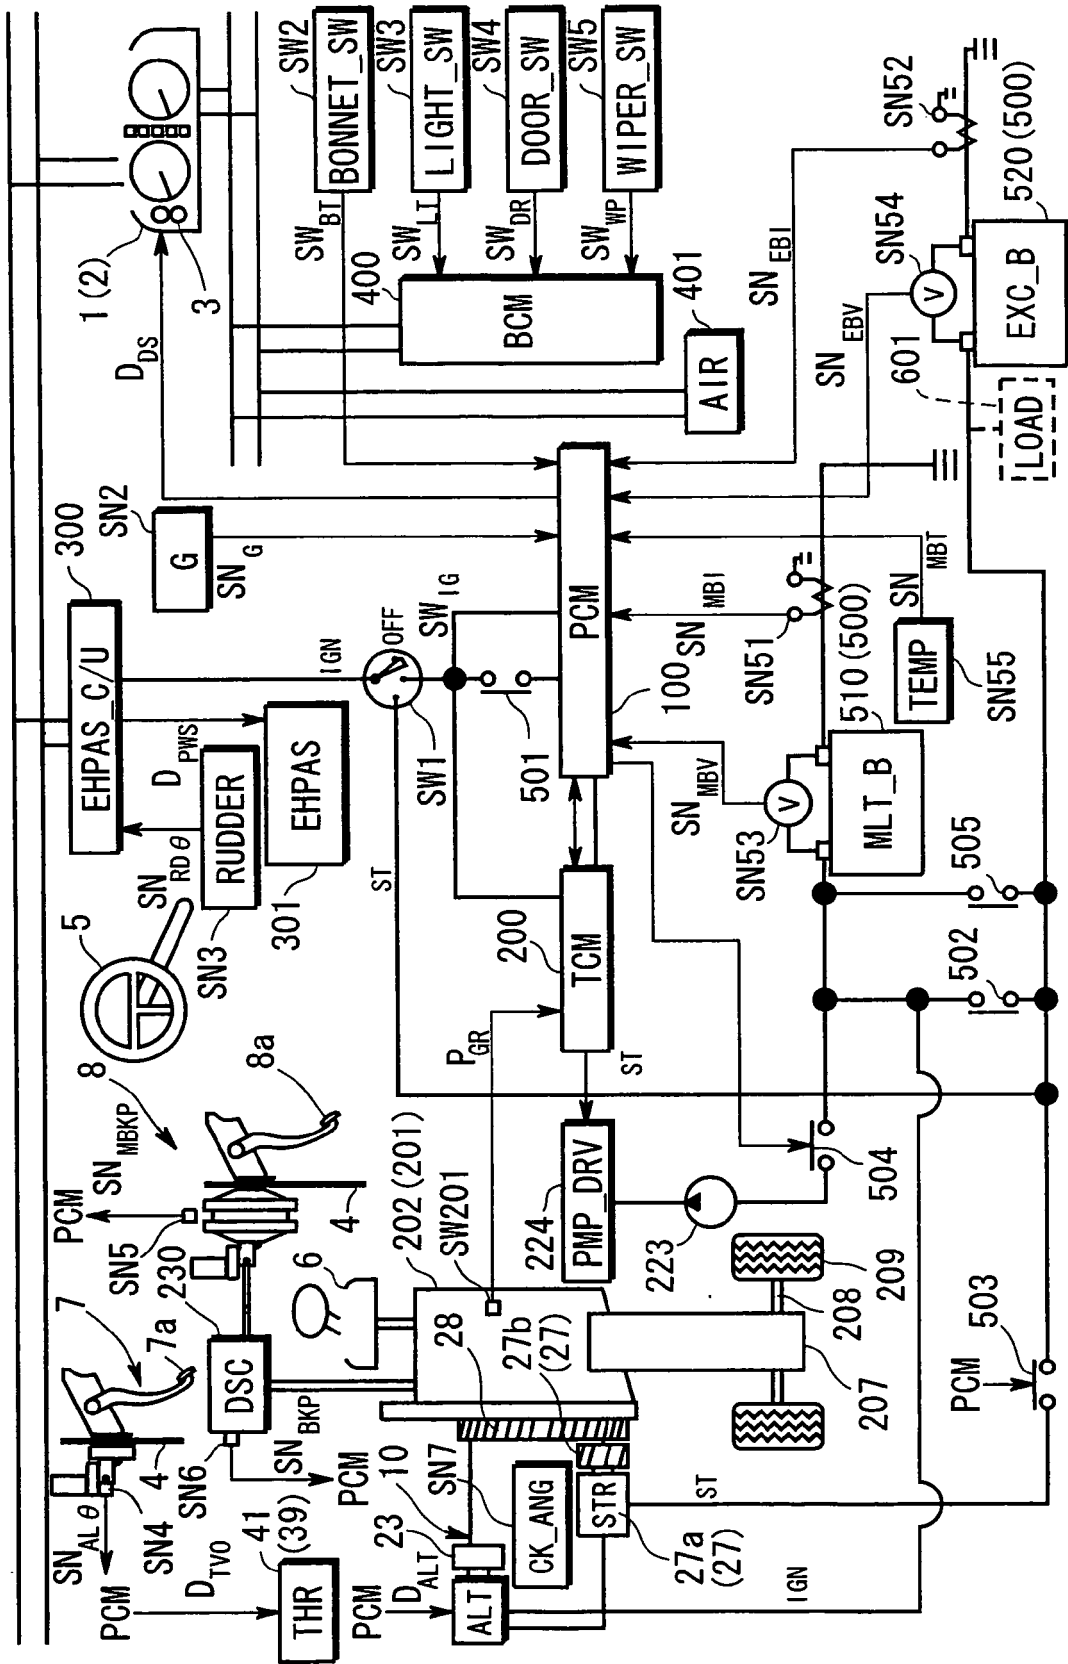 SN_ALθ
PCM
SN4
4
7
7a
D_TVO
41
(39)
THR
PCM
D_ALT
ALT
23
10
SN7
CK_ANG
STR
27a
(27)
28
27b
(27)
SN6
DSC
230
SN_BKP
PCM
SN5
PCM
SN_MBKP
8
8a
4
6
202(201)
SW201
P_GR
5
SN_RDθ
SN3
RUDDER
D_PWS
EHPAS_C/U
300
EHPAS
301
ST
IGN
OFF
SW1
SW_IG
501
SN2
G
SN_G
D_DS
1(2)
3
SW2
BONNET_SW
SW_BT
SW3
LIGHT_SW
SW_LI
SW4
DOOR_SW
SW_DR
SW5
WIPER_SW
SW_WP
400
BCM
401
AIR
PCM
100
200
TCM
ST
224
PMP_DRV
223
504
207
208
209
PCM
503
ST
IGN
502
505
SN_MBV
SN53
V
MLT_B
510(500)
SN_MBI
SN51
TEMP
SN55
SN_MBT
SN_EBI
SN_EBV
SN52
SN54
V
EXC_B
520(500)
601
LOAD